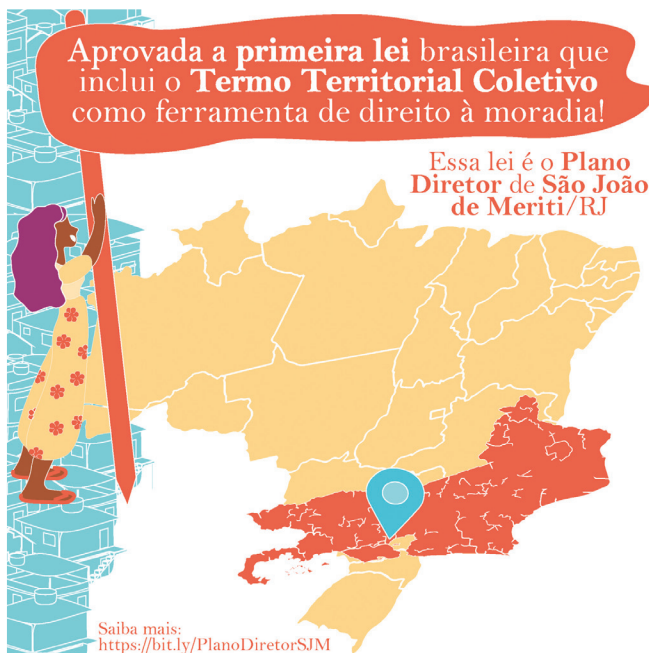 Aprovada a primeira lei brasileira que
inclui o Termo Territorial Coletivo
como ferramenta de direito à moradia!
Essa lei é o Plano
Diretor de São João
de Meriti/RJ
Saiba mais:
https://bit.ly/PlanoDiretorSJM